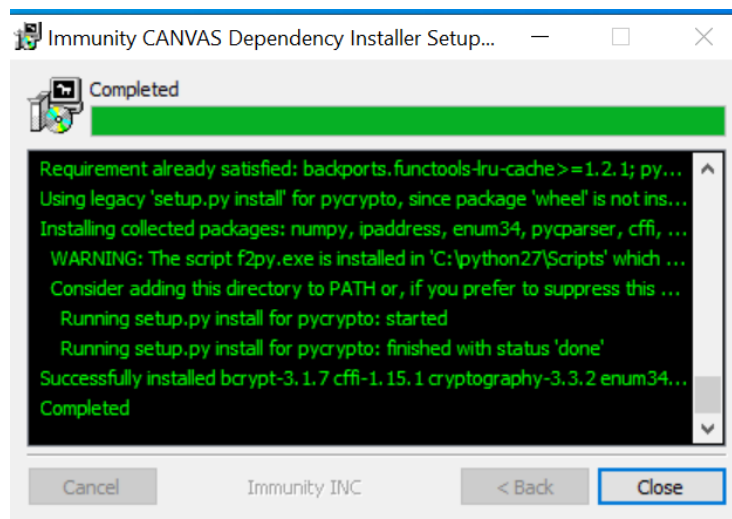 Immunity CANVAS Dependency Installer Setup...
Completed
Requirement already satisfied: backports.functools-lru-cache>=1.2.1; py...
Using legacy 'setup.py install' for pycrypto, since package 'wheel' is not ins...
Installing collected packages: numpy, ipaddress, enum34, pycparser, cffi, ...
WARNING: The script f2py.exe is installed in 'C:\python27\Scripts' which ...
Consider adding this directory to PATH or, if you prefer to suppress this ...
Running setup.py install for pycrypto: started
Running setup.py install for pycrypto: finished with status 'done'
Successfully installed bcrypt-3.1.7 cffi-1.15.1 cryptography-3.3.2 enum34...
Completed
Cancel Immunity INC < Back Close